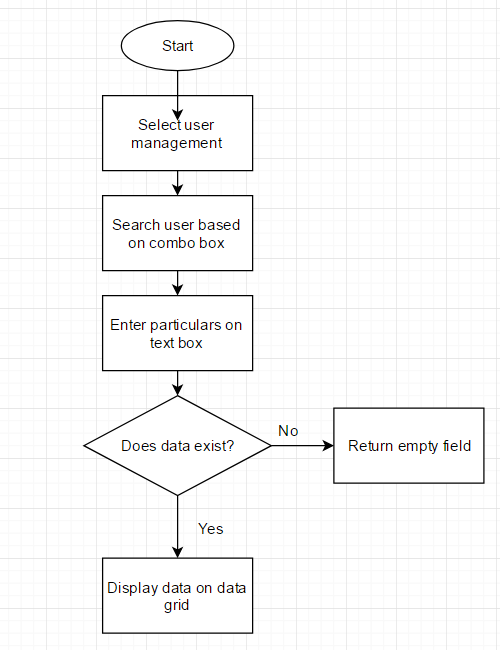 Start
Select user
management
Search user based
on combo box
Enter particulars on
text box
Does data exist?
No
Return empty field
Yes
Display data on data
grid